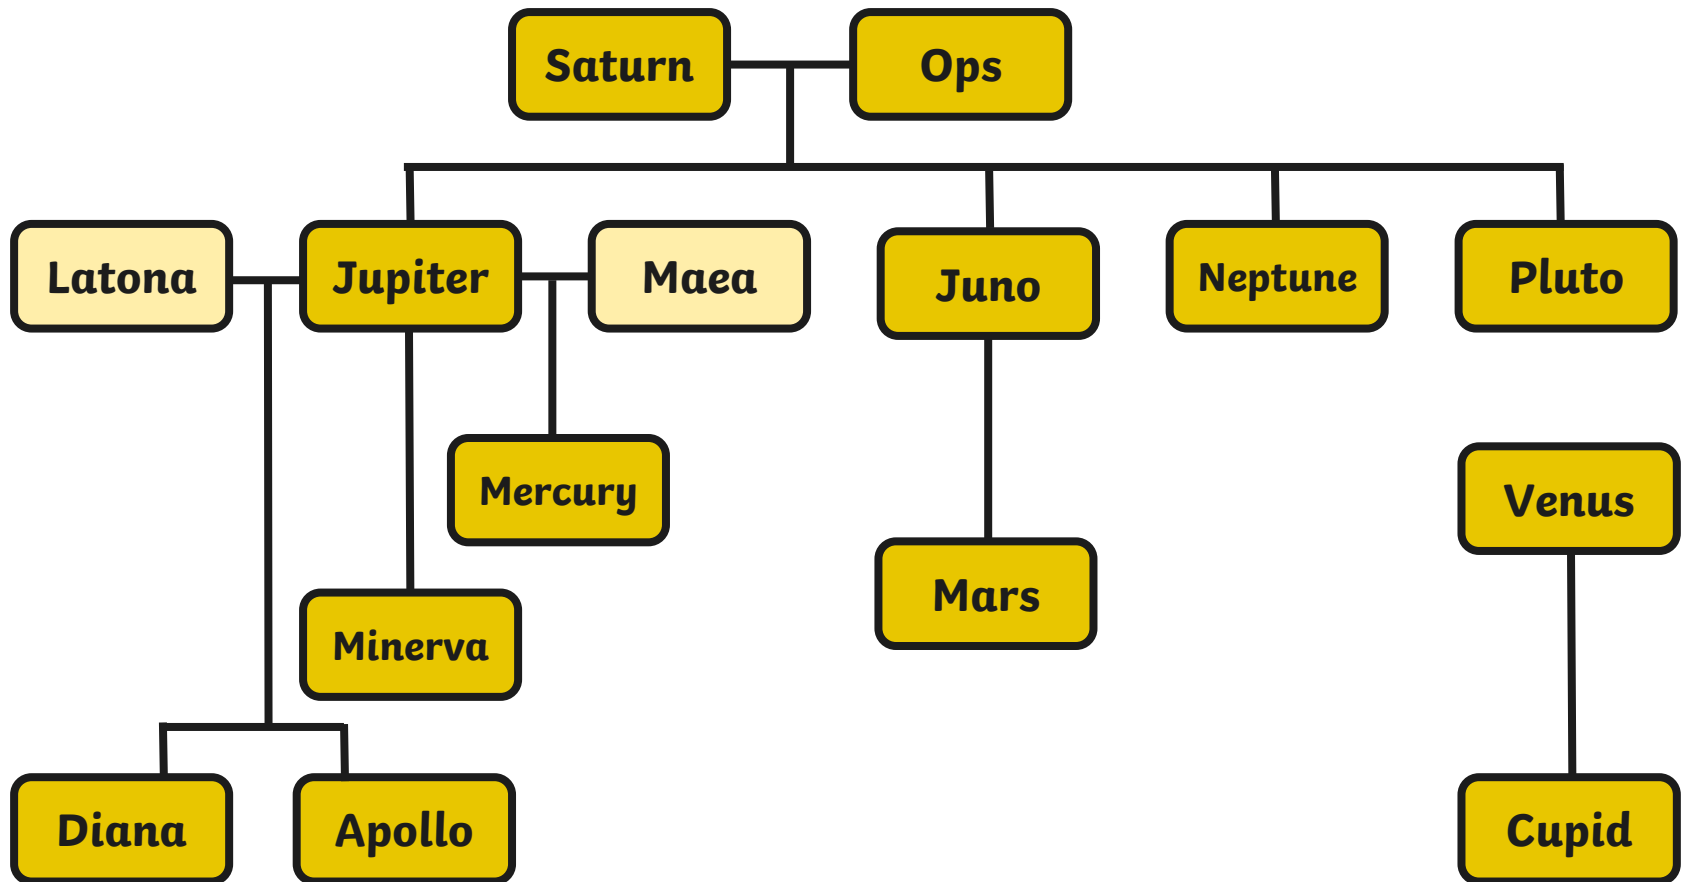 Saturn
Ops
Latona
Jupiter
Maea
Juno
Neptune
Pluto
Mercury
Venus
Mars
Minerva
Diana
Apollo
Cupid